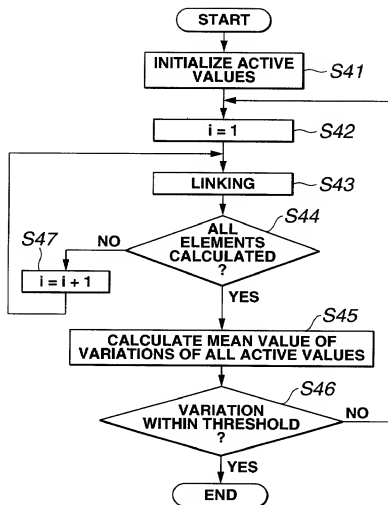 START
INITIALIZE ACTIVE
VALUES
S41
i = 1
S42
LINKING
S43
ALL
ELEMENTS
CALCULATED
?
S44
NO
S47
i = i + 1
YES
CALCULATE MEAN VALUE OF
VARIATIONS OF ALL ACTIVE VALUES
S45
VARIATION
WITHIN THRESHOLD
?
S46
NO
YES
END